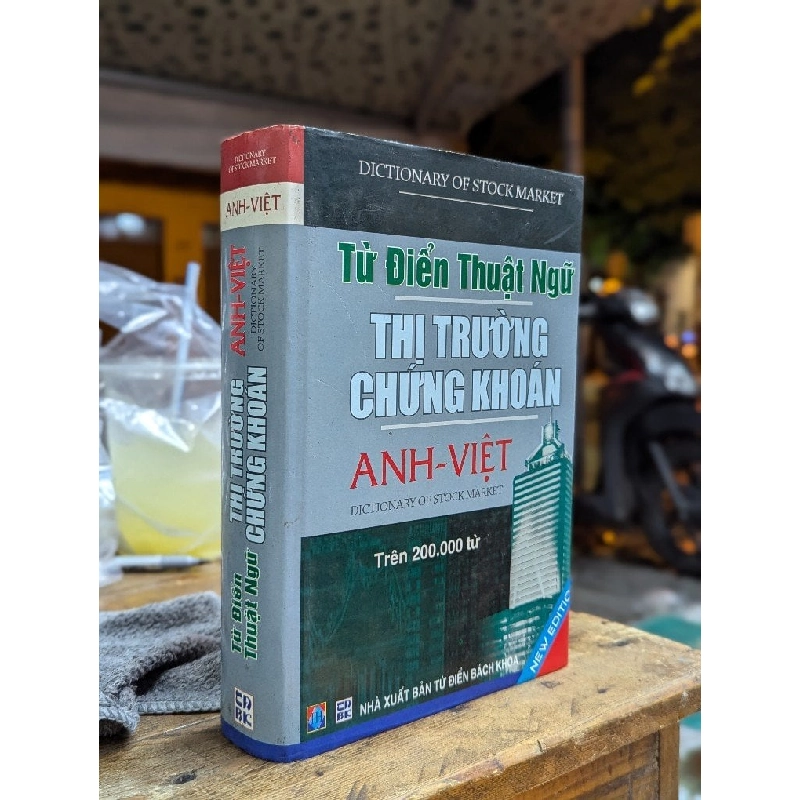 DICTIONARY OF STOCK MARKET
Từ Điển Thuật Ngữ
THỊ TRƯỜNG
CHỨNG KHOÁN
ANH-VIỆT
DICTIONARY OF STOCK MARKET
Trên 200.000 từ
NEW EDITIO
NHÀ XUẤT BẢN TỪ ĐIỂN BÁCH KHOA
DICTIONARY
OF STOCK MARKET
ANH-VIỆT
Từ Điển
Thuật Ngữ
THỊ TRƯỜNG
CHỨNG KHOÁN
ANH-VIỆT
DICTIONARY
OF STOCK MARKET